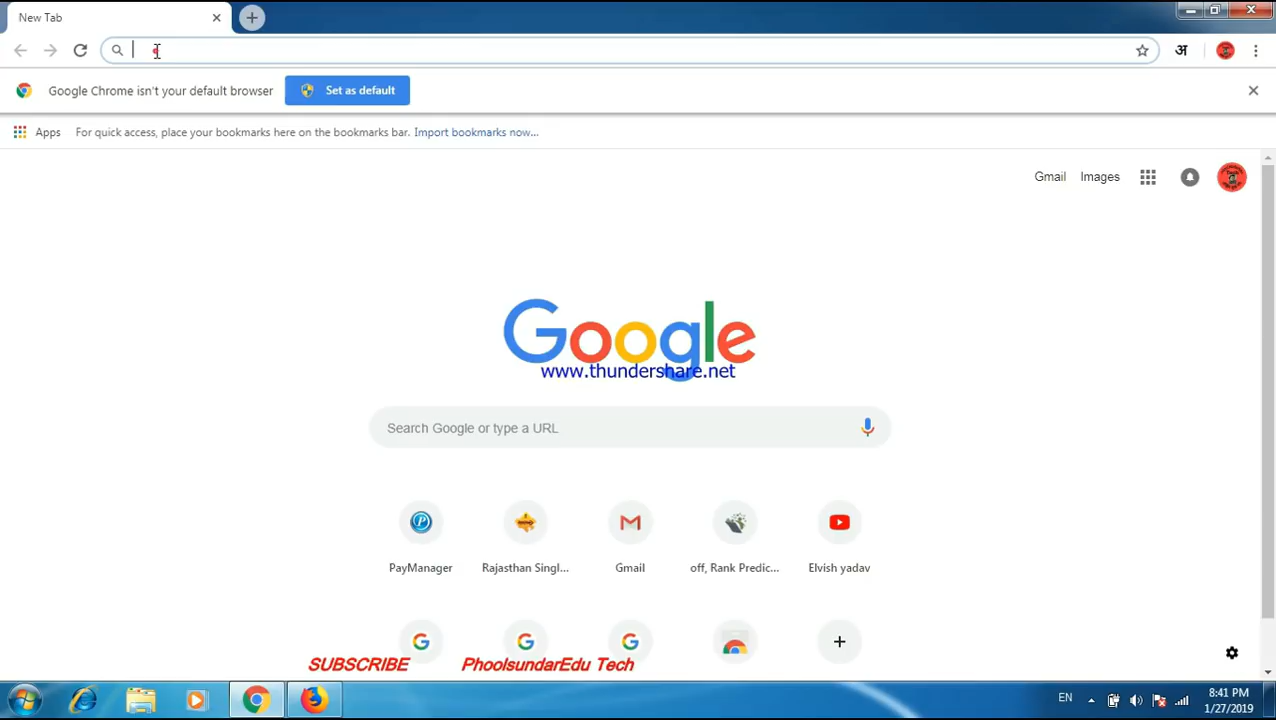 New Tab
अ
Google Chrome isn't your default browser
Set as default
Apps
For quick access, place your bookmarks here on the bookmarks bar. Import bookmarks now...
Gmail
Images
Google
www.thundershare.net
Search Google or type a URL
PayManager
Rajasthan Singl...
Gmail
off, Rank Predic...
Elvish yadav
SUBSCRIBE
PhoolsundarEdu Tech
EN
8:41 PM
1/27/2019